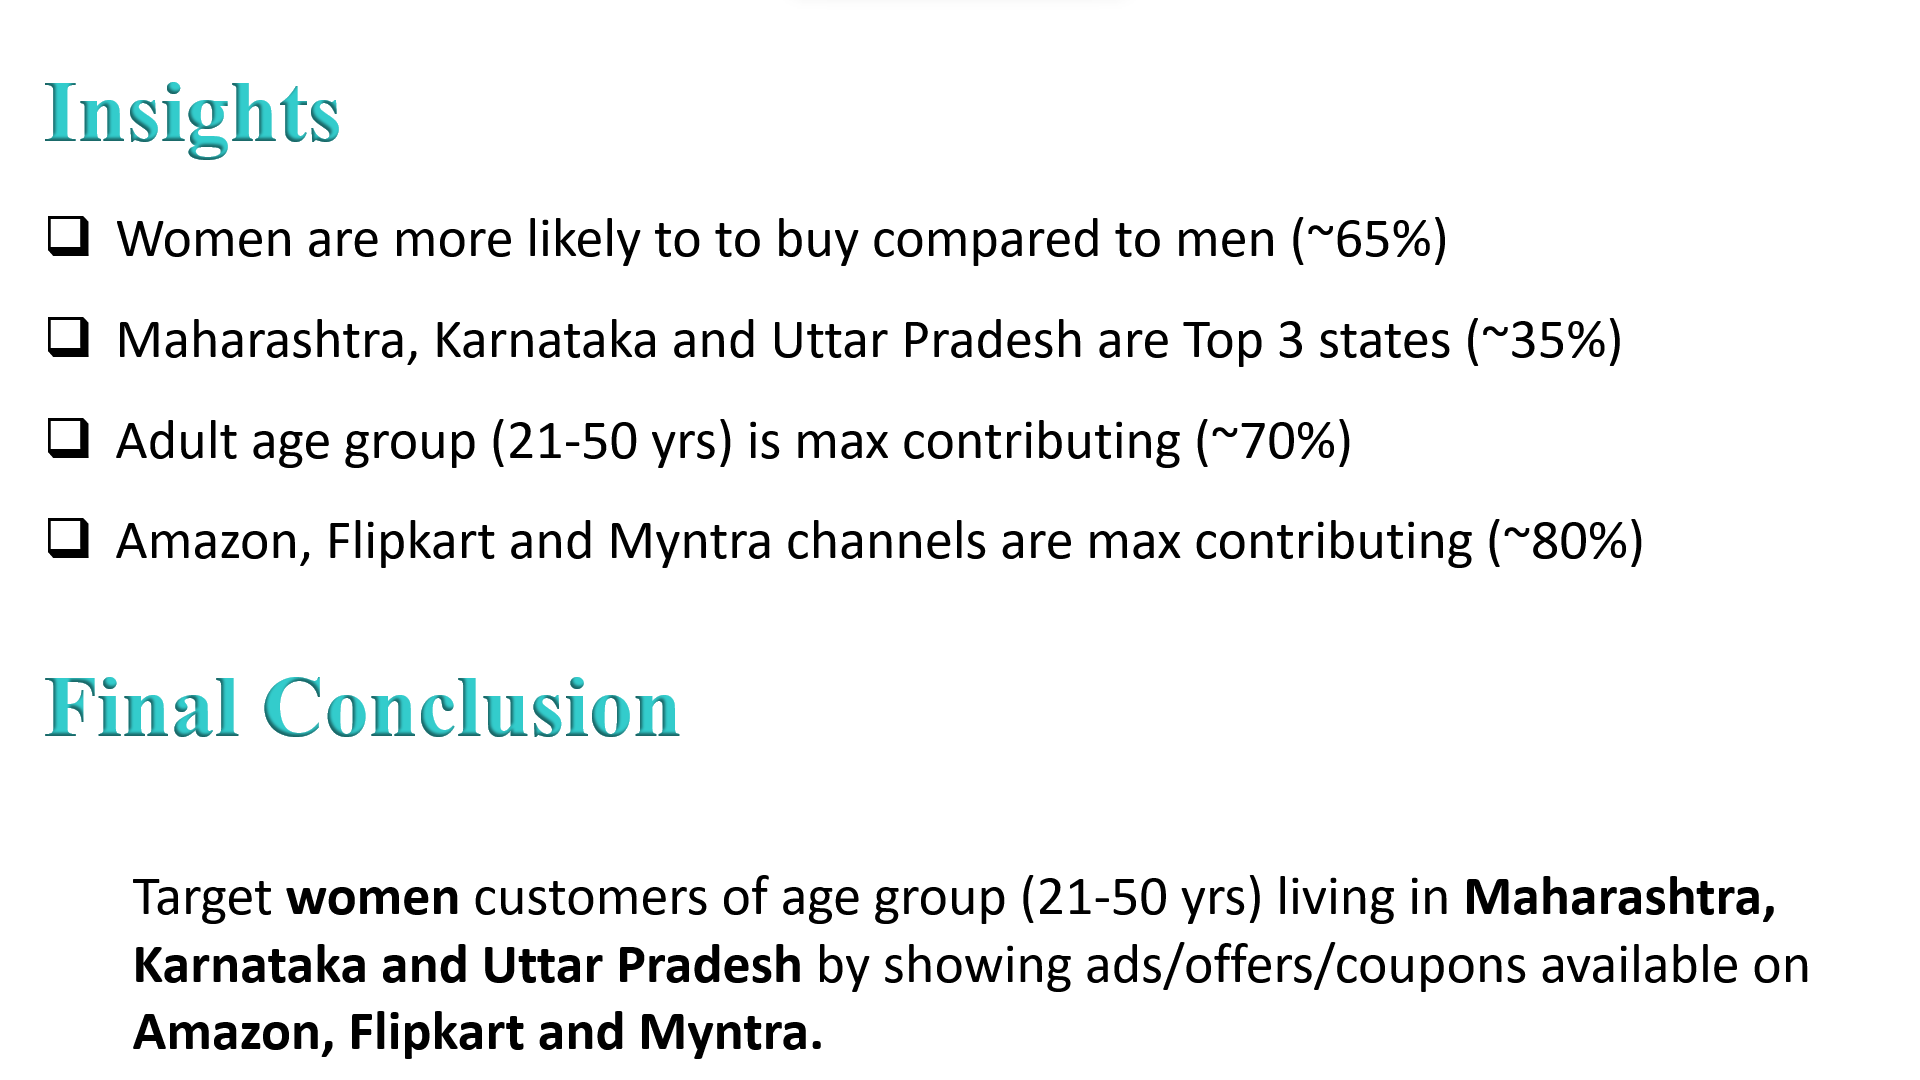 Insights
❑ Women are more likely to to buy compared to men (~65%)
❑ Maharashtra, Karnataka and Uttar Pradesh are Top 3 states (~35%)
❑ Adult age group (21-50 yrs) is max contributing (~70%)
❑ Amazon, Flipkart and Myntra channels are max contributing (~80%)
Final Conclusion
Target women customers of age group (21-50 yrs) living in Maharashtra,
Karnataka and Uttar Pradesh by showing ads/offers/coupons available on
Amazon, Flipkart and Myntra.